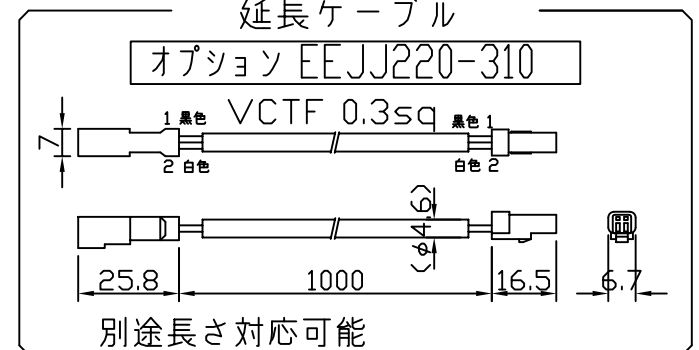 延長ケーブル
オプション EEJJ220-310
VCTF 0.3sq
1 黒色
黒色 1
7
2 白色
白色 2
(φ4.6)
25.8
1000
16.5
6.7
別途長さ対応可能